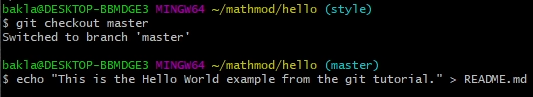 bakla@DESKTOP-BBMDGE3 MINGW64 ~/mathmod/hello (style)
$ git checkout master
Switched to branch 'master'
bakla@DESKTOP-BBMDGE3 MINGW64 ~/mathmod/hello (master)
$ echo "This is the Hello World example from the git tutorial." > README.md